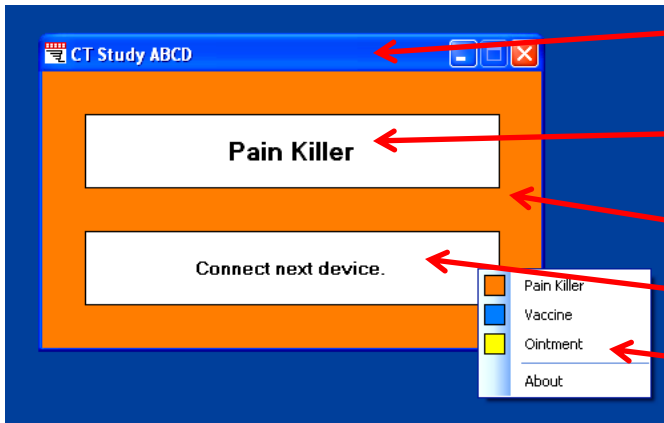 CT Study ABCD
Pain Killer
Connect next device.
Pain Killer
Vaccine
Ointment
About